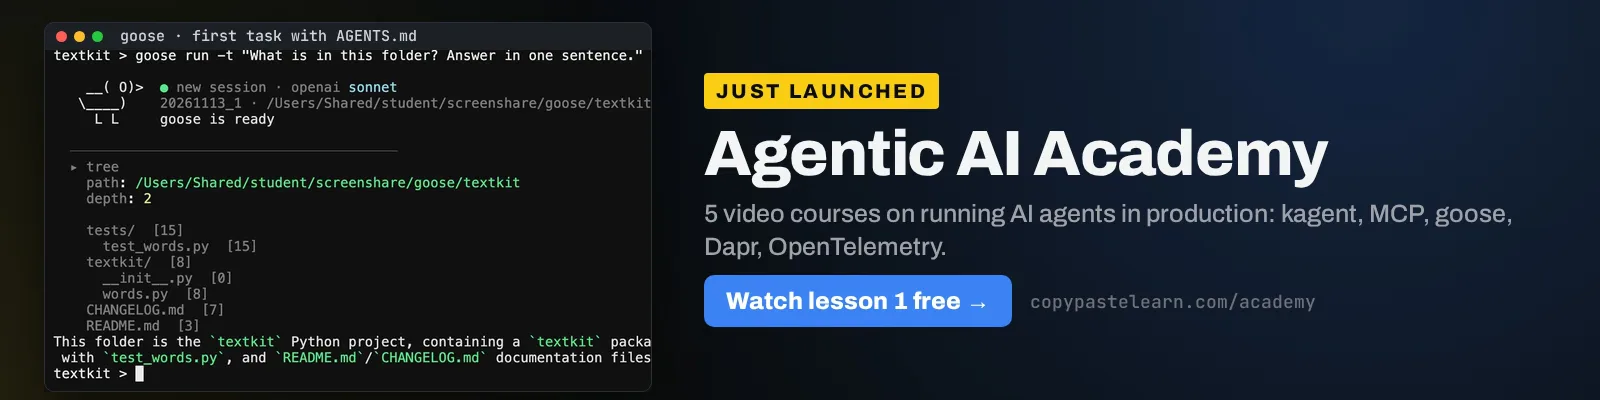 goose · first task with AGENTS.md
textkit > goose run -t "What is in this folder? Answer in one sentence."
__( O)> ● new session · openai sonnet
\____) 20261113_1 · /Users/Shared/student/screenshare/goose/textkit
L L goose is ready
▸ tree
path: /Users/Shared/student/screenshare/goose/textkit
depth: 2
tests/ [15]
test_words.py [15]
textkit/ [8]
__init__.py [0]
words.py [8]
CHANGELOG.md [7]
README.md [3]
This folder is the `textkit` Python project, containing a `textkit` packa
with `test_words.py`, and `README.md`/`CHANGELOG.md` documentation files
textkit >
JUST LAUNCHED
Agentic AI Academy
5 video courses on running AI agents in production: kagent, MCP, goose,
Dapr, OpenTelemetry.
Watch lesson 1 free →
copypastelearn.com/academy